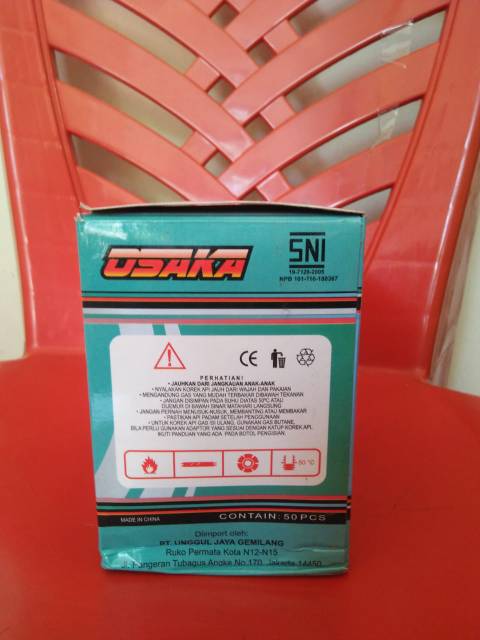 OSAKA
SNI
19-7120-2005
NPB 101-710-180367
CE
PERHATIAN!
• JAUHKAN DARI JANGKAUAN ANAK-ANAK
• NYALAKAN KOREK API JAUH DARI WAJAH DAN PAKAIAN
• MENGANDUNG GAS YANG MUDAH TERBAKAR DIBAWAH TEKANAN
• JANGAN DISIMPAN PADA SUHU DIATAS 50ºC ATAU
DIJEMUR DI BAWAH SINAR MATAHARI LANGSUNG
• JANGAN PERNAH MENUSUK-NUSUK, MEMBANTING ATAU MEMBAKAR
• PASTIKAN API PADAM SETELAH PENGGUNAAN
• UNTUK KOREK API GAS ISI ULANG, GUNAKAN GAS BUTANE,
BILA PERLU GUNAKAN ADAPTOR YANG SESUAI DENGAN KATUP KOREK API,
IKUTI PANDUAN YANG ADA PADA BOTOL PENGISIAN.
50 ºC
MADE IN CHINA
CONTAIN: 50 PCS
Diimport oleh:
PT. UNGGUL JAYA GEMILANG
Ruko Permata Kota N12-N15
Jl. Pangeran Tubagus Angke No.170, Jakarta 14450